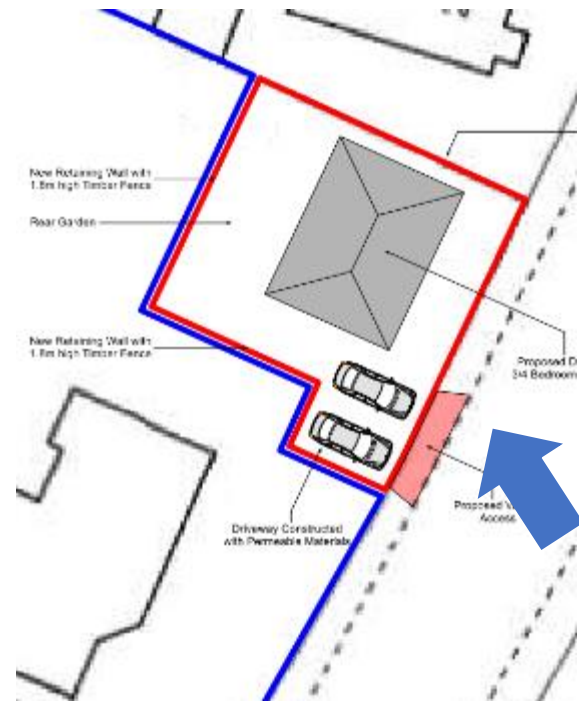 New Retaining Wall with
1.8m high Timber Fence
Rear Garden
New Retaining Wall with
1.8m high Timber Fence
Proposed D
3/4 Bedroom
Proposed V
Access
Driveway Constructed
with Permeable Materials